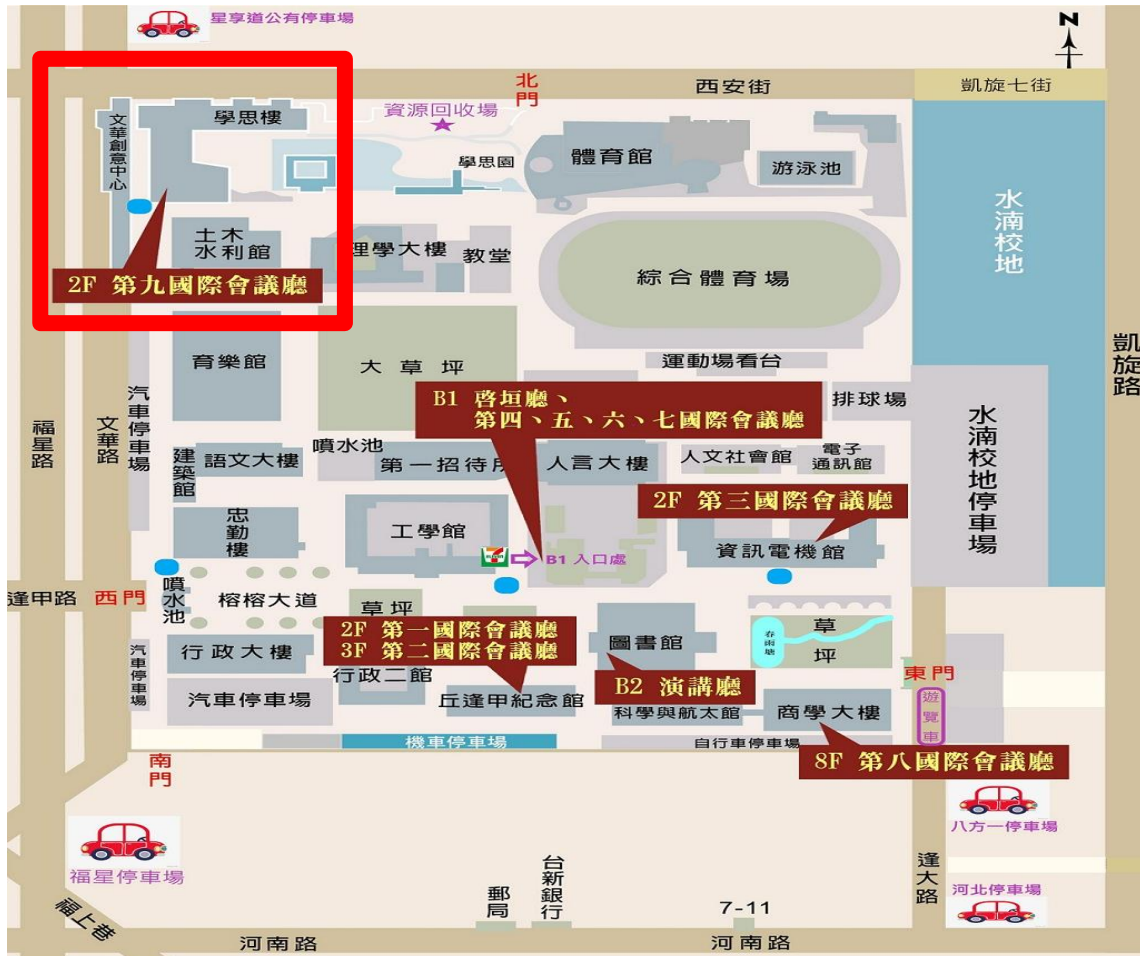 星享道公有停車場
N
北門
西安街
凱旋七街
文華創意中心
學思樓
資源回收場
學思園
體育館
游泳池
水湳校地
土木
水利館
理學大樓
教堂
綜合體育場
2F 第九國際會議廳
育樂館
大草坪
運動場看台
凱旋路
汽車停車場
B1 啓垣廳、
第四、五、六、七國際會議廳
排球場
福星路
文華路
建築館
語文大樓
噴水池
第一招待所
人言大樓
人文社會館
電子
通訊館
水湳校地停車場
忠勤樓
工學館
2F 第三國際會議廳
資訊電機館
B1 入口處
逢甲路
西門
噴水池
榕榕大道
草坪
2F 第一國際會議廳
3F 第二國際會議廳
圖書館
春雨塘
草
坪
汽車停車場
行政大樓
行政二館
東門
汽車停車場
丘逢甲紀念館
B2 演講廳
科學與航太館
商學大樓
遊覽車
機車停車場
自行車停車場
南門
8F 第八國際會議廳
八方一停車場
福星停車場
郵局
台新銀行
7-11
逢大路
河北停車場
福上巷
河南路
河南路